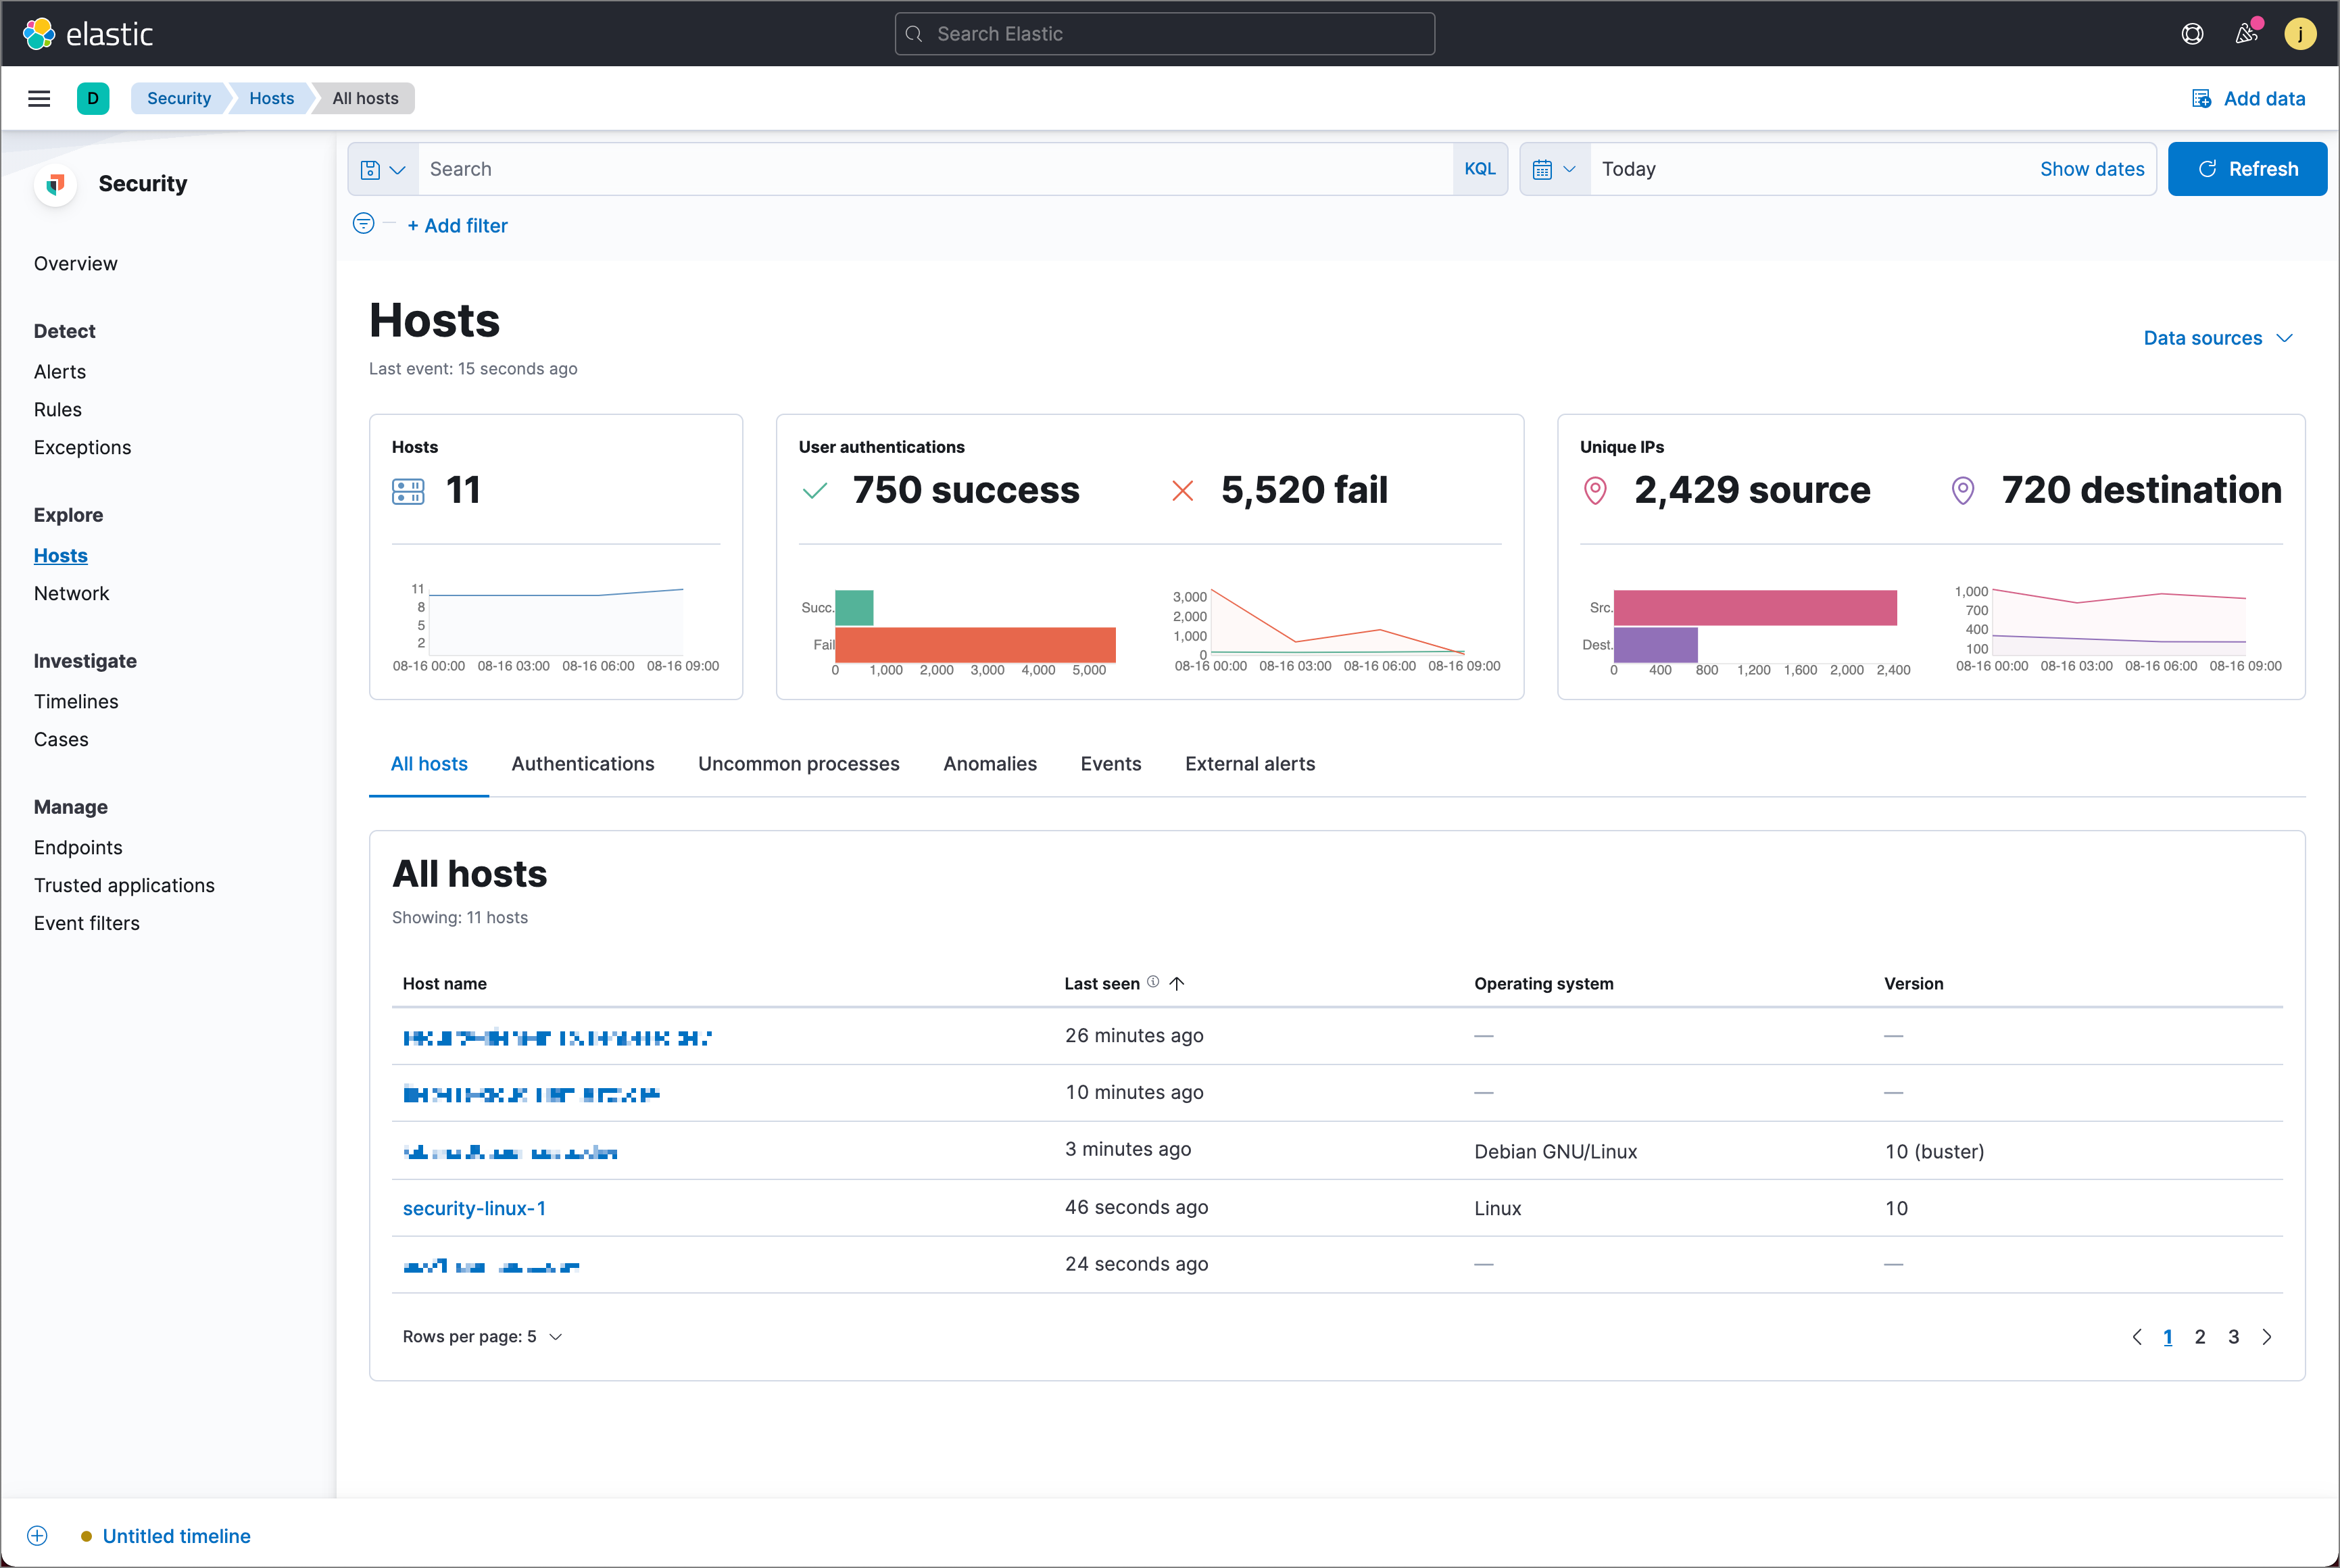 elastic
Search Elastic
j
D
Security
Hosts
All hosts
Add data
Security
Search
KQL
Today
Show dates
Refresh
+ Add filter
Overview
Detect
Alerts
Rules
Exceptions
Explore
Hosts
Network
Investigate
Timelines
Cases
Manage
Endpoints
Trusted applications
Event filters
Hosts
Last event: 15 seconds ago
Data sources
Hosts
11
11
8
5
2
08-16 00:00 08-16 03:00 08-16 06:00 08-16 09:00
User authentications
750 success
5,520 fail
Succ.
Fail
0 1,000 2,000 3,000 4,000 5,000
3,000
2,000
1,000
0
08-16 00:00 08-16 03:00 08-16 06:00 08-16 09:00
Unique IPs
2,429 source
720 destination
Src.
Dest.
0 400 800 1,200 1,600 2,000 2,400
1,000
700
400
100
08-16 00:00 08-16 03:00 08-16 06:00 08-16 09:00
All hosts Authentications Uncommon processes Anomalies Events External alerts
All hosts
Showing: 11 hosts
Host name Last seen Operating system Version
26 minutes ago — —
10 minutes ago — —
3 minutes ago Debian GNU/Linux 10 (buster)
security-linux-1 46 seconds ago Linux 10
24 seconds ago — —
Rows per page: 5
1 2 3
Untitled timeline